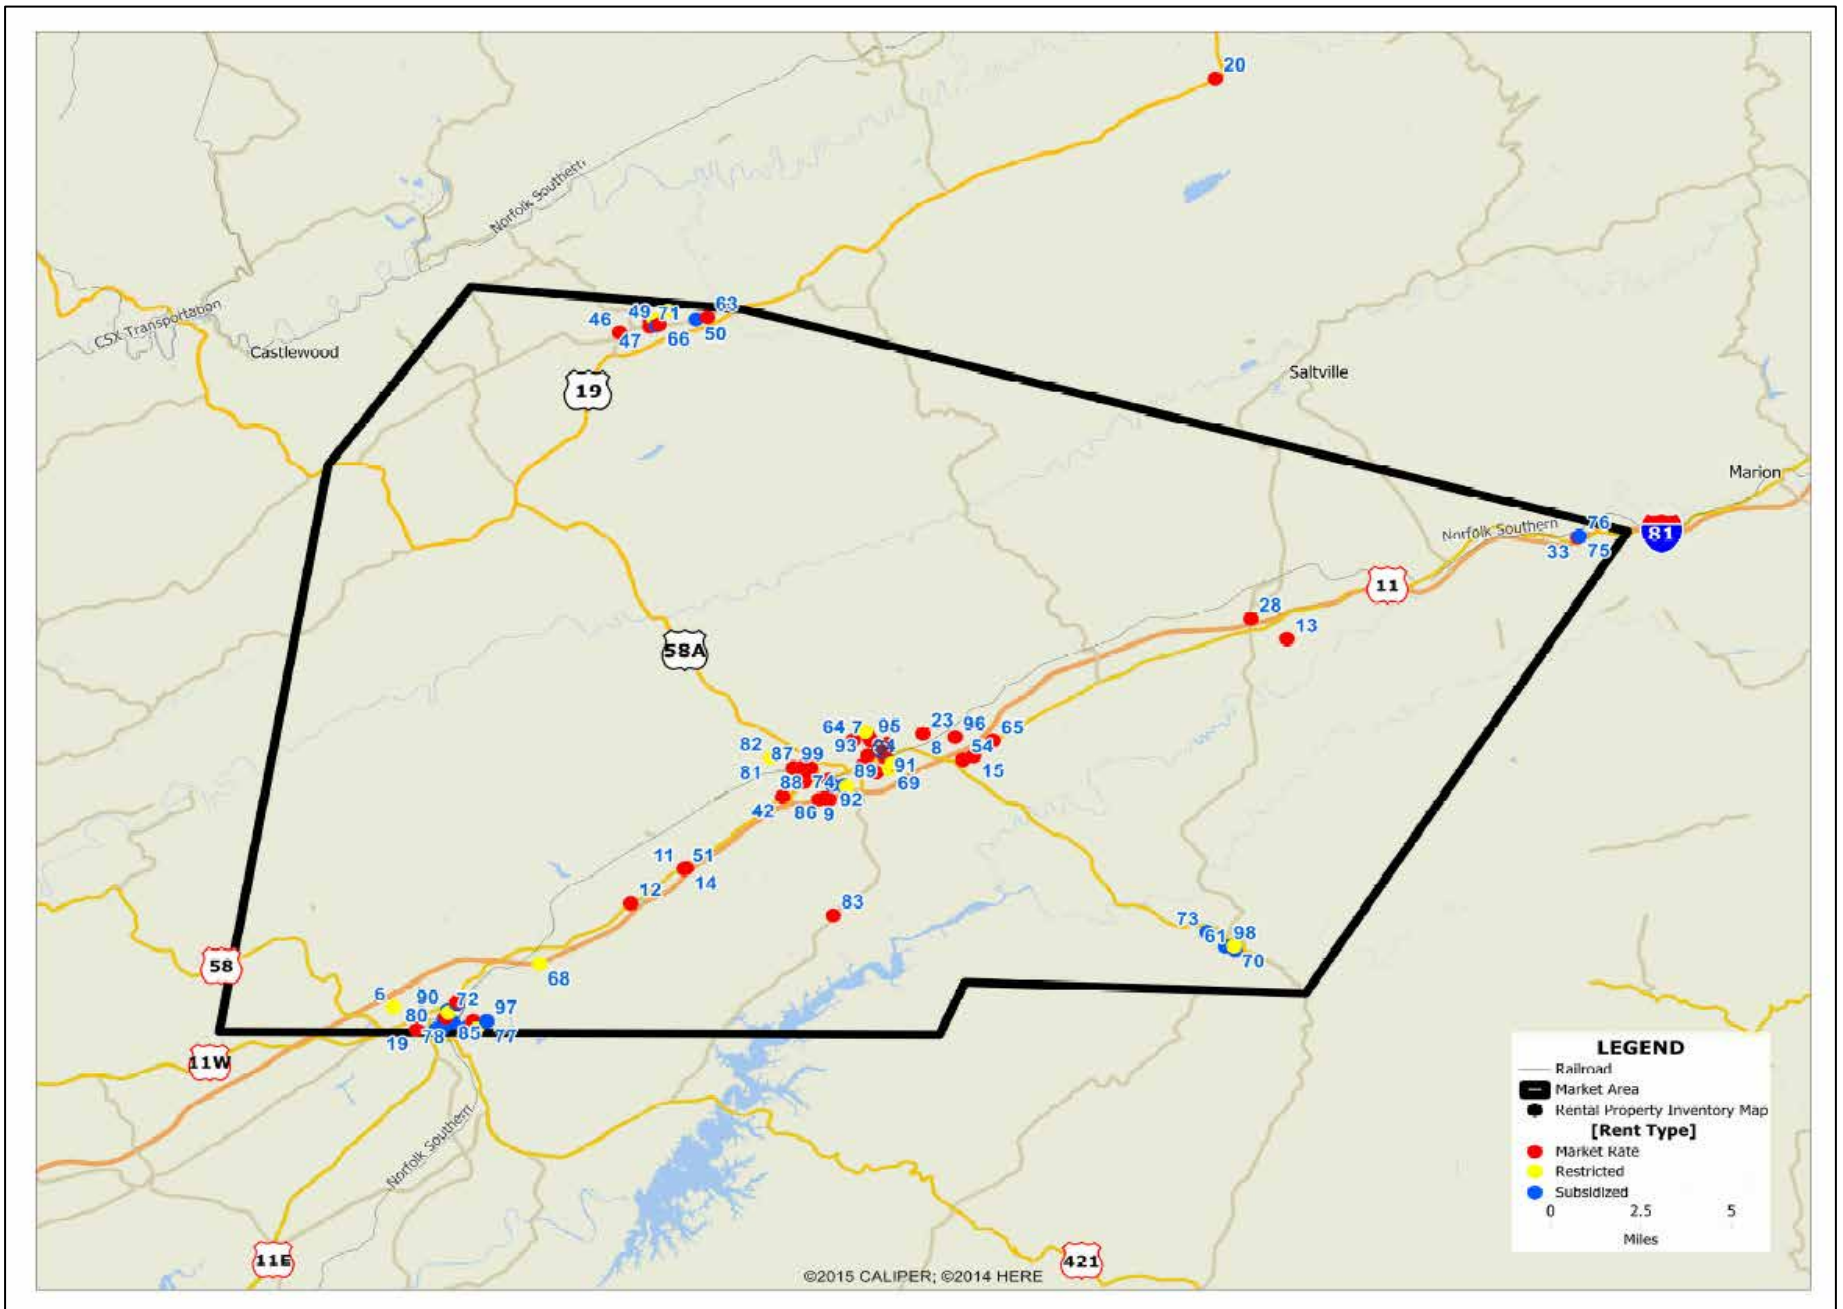 20
Norfolk Southern
CSX Transportation
Castlewood
63
49 71
46
47 66 50
19
Saltville
Marion
76
Norfolk Southern
81
33 75
11
28
13
58A
64 7 95
23 96 65
93 94 8 54
82 87 99
81 89 91 15
88 74 69
42 86 9 92
11 51
14
12
83
73
61 98
70
58
68
6 90 72
80 97
19 78 85 77
11W
LEGEND
Railroad
Market Area
Rental Property Inventory Map
[Rent Type]
Market Rate
Restricted
Subsidized
0 2.5 5
Miles
Norfolk Southern
11E
421
©2015 CALIPER; ©2014 HERE